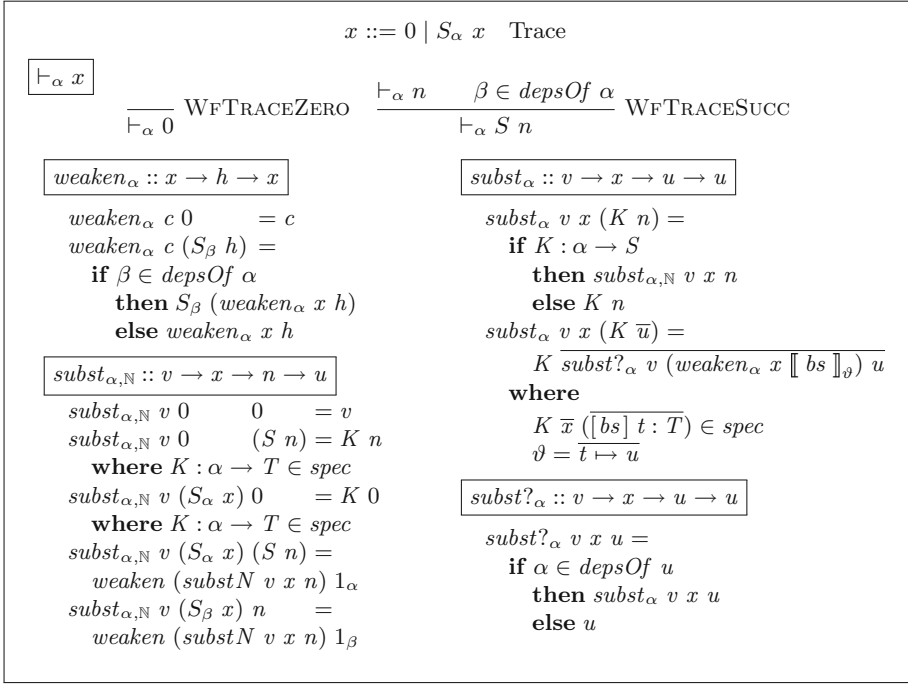 x ::= 0 | S_α x   Trace
⊢_α x
⊢_α 0   WfTraceZero
⊢_α n   β ∈ depsOf α
⊢_α S n   WfTraceSucc
weaken_α :: x → h → x
weaken_α c 0 = c
weaken_α c (S_β h) =
if β ∈ depsOf α
then S_β (weaken_α x h)
else weaken_α x h
subst_α,ℕ :: v → x → n → u
subst_α,ℕ v 0 0 = v
subst_α,ℕ v 0 (S n) = K n
where K : α → T ∈ spec
subst_α,ℕ v (S_α x) 0 = K 0
where K : α → T ∈ spec
subst_α,ℕ v (S_α x) (S n) =
weaken (substN v x n) 1_α
subst_α,ℕ v (S_β x) n =
weaken (substN v x n) 1_β
subst_α :: v → x → u → u
subst_α v x (K n) =
if K : α → S
then subst_α,ℕ v x n
else K n
subst_α v x (K u̅) =
K \overline{subst?_α v (weaken_α x ⟦ bs ⟧_ϑ) u}
where
K x̅ (\overline{[bs] t : T}) ∈ spec
ϑ = \overline{t ↦ u}
subst?_α :: v → x → u → u
subst?_α v x u =
if α ∈ depsOf u
then subst_α v x u
else u